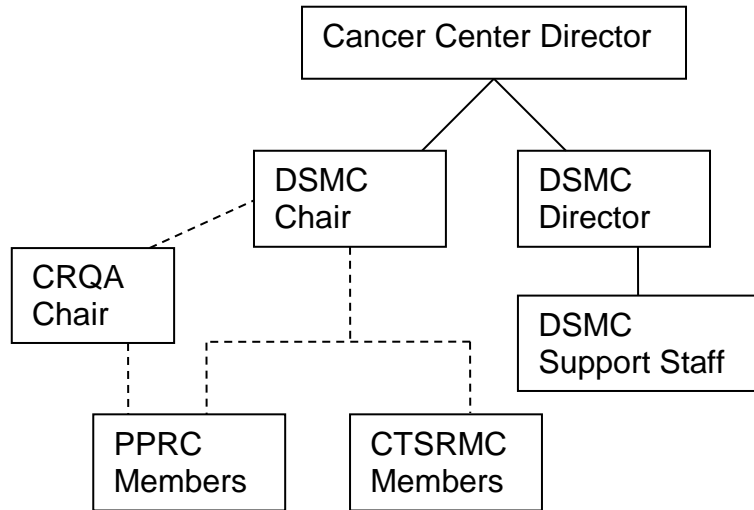 Cancer Center Director
DSMC
Chair
DSMC
Director
CRQA
Chair
DSMC
Support Staff
PPRC
Members
CTSRMC
Members